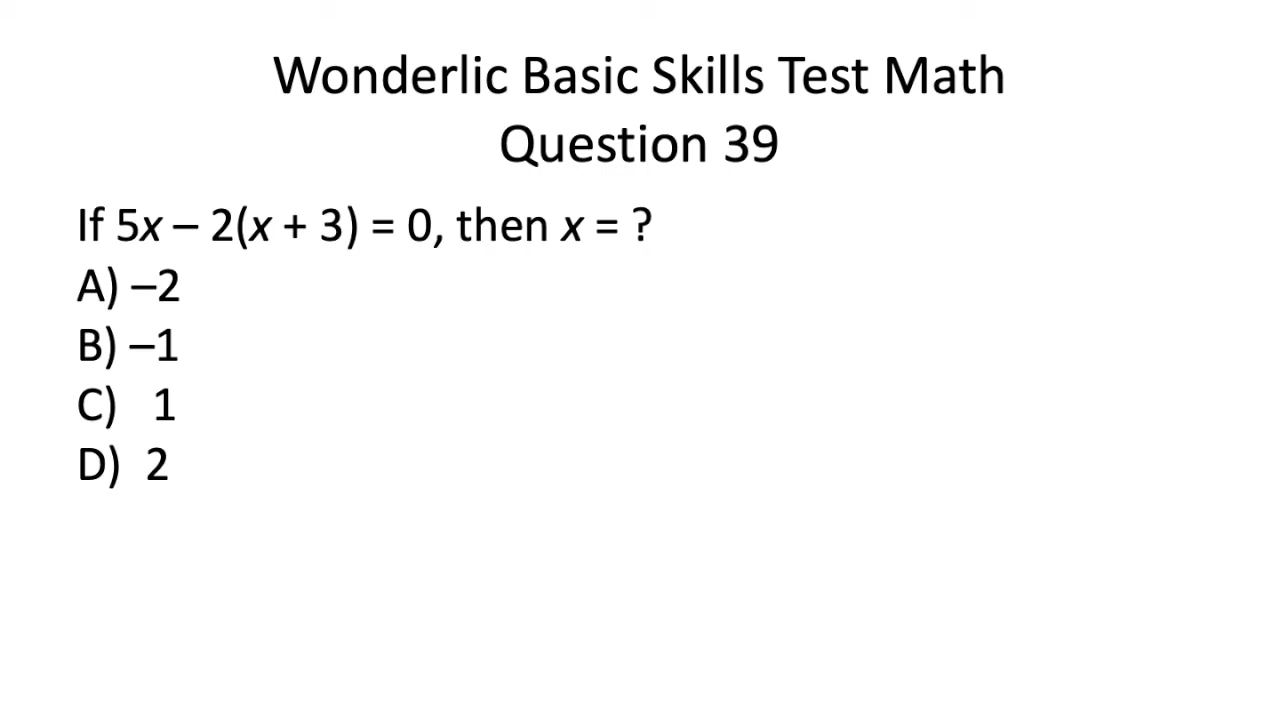 Wonderlic Basic Skills Test Math
Question 39
If 5x – 2(x + 3) = 0, then x = ?
A) –2
B) –1
C) 1
D) 2